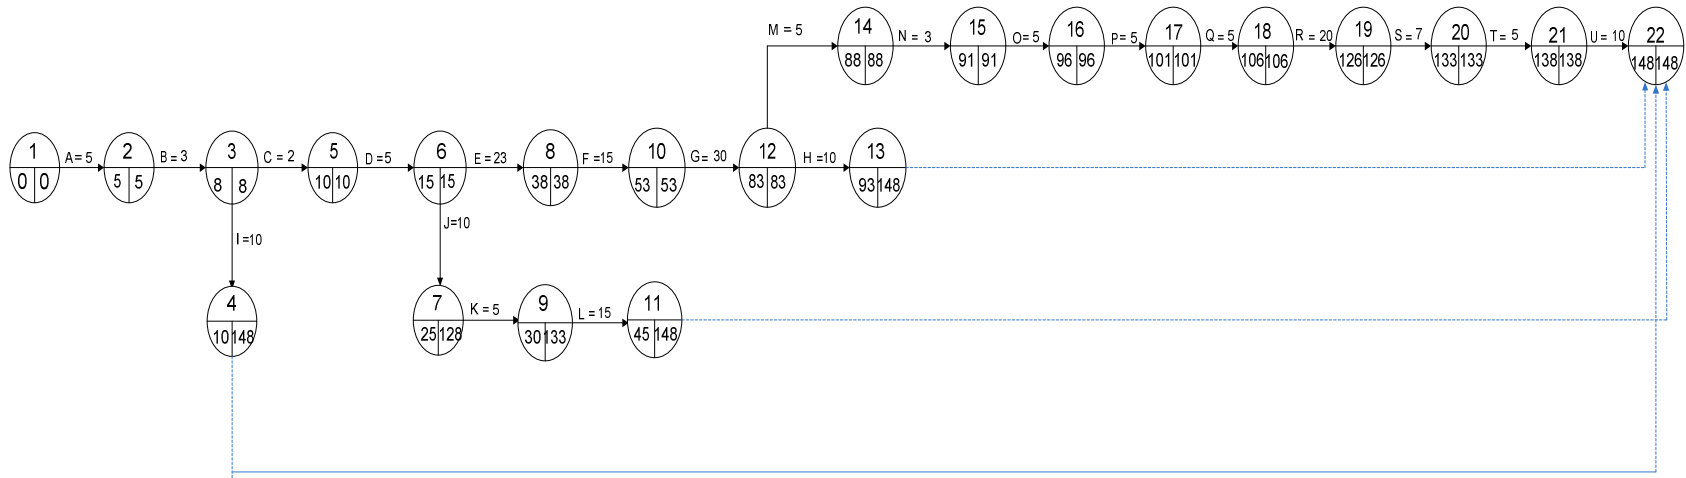 M = 5
14
88 88
N = 3
15
91 91
O= 5
16
96 96
P= 5
17
101 101
Q= 5
18
106 106
R = 20
19
126 126
S = 7
20
133 133
T = 5
21
138 138
U = 10
22
148 148
1
0 0
A= 5
2
5 5
B = 3
3
8 8
C = 2
5
10 10
D =5
6
15 15
E =23
8
38 38
F =15
10
53 53
G= 30
12
83 83
H =10
13
93 148
I =10
J=10
4
10 148
7
25 128
K = 5
9
30 133
L = 15
11
45 148